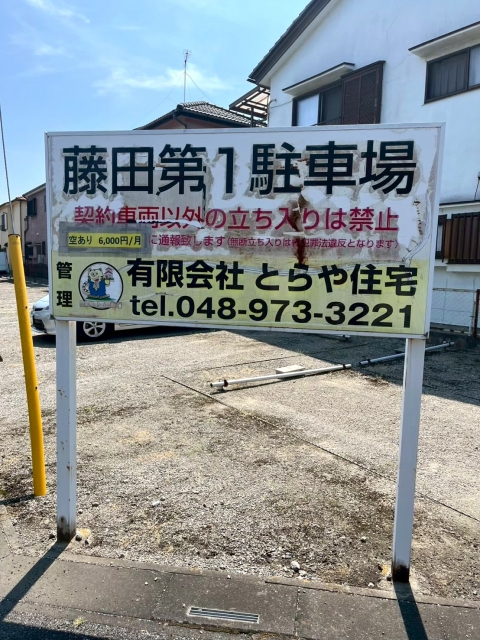 藤田第1駐車場
契約車両以外の立ち入りは禁止
空あり 6,000円/月
に通報致します
管理
有限会社 とらや住宅
tel.048-973-3221